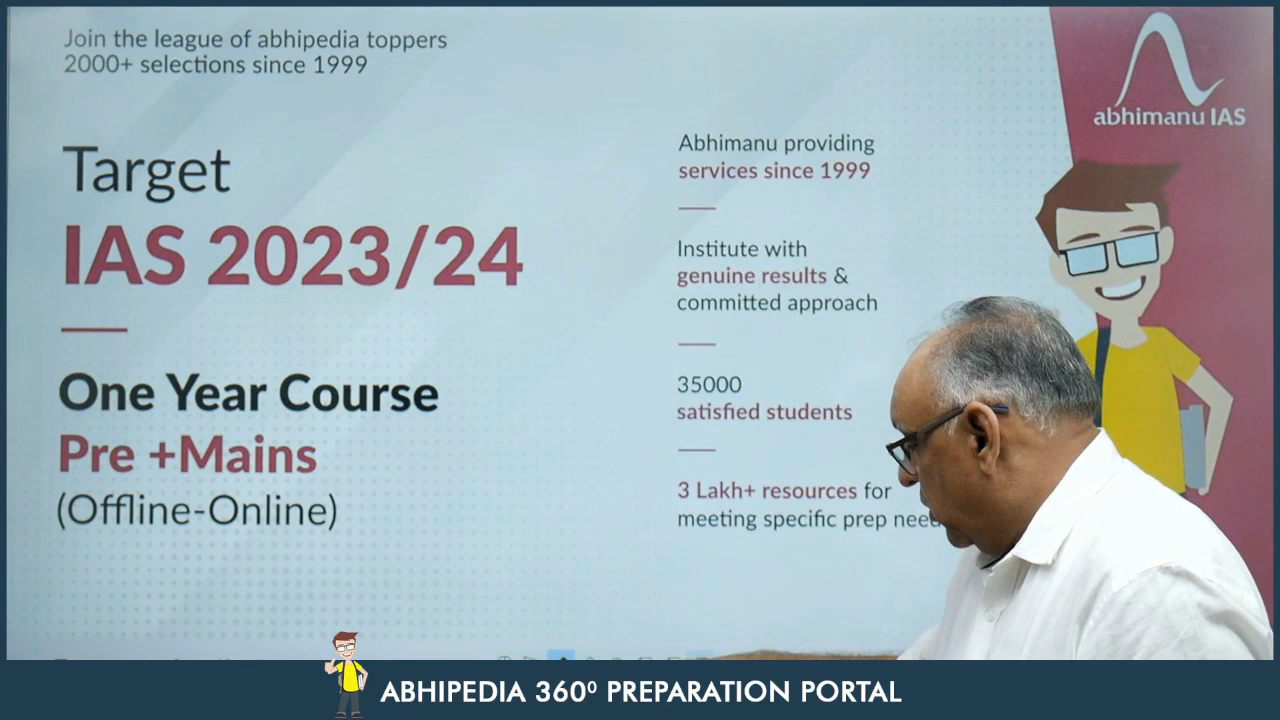 Join the league of abhipedia toppers
2000+ selections since 1999
Target
IAS 2023/24
One Year Course
Pre +Mains
(Offline-Online)
Abhimanu providing
services since 1999
Institute with
genuine results &
committed approach
35000
satisfied students
3 Lakh+ resources for
meeting specific prep
abhimanu IAS
ABHIPEDIA 360⁰ PREPARATION PORTAL